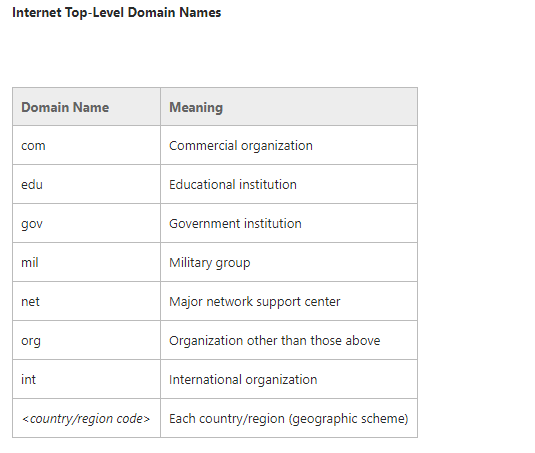 Internet Top-Level Domain Names
Domain Name Meaning
com Commercial organization
edu Educational institution
gov Government institution
mil Military group
net Major network support center
org Organization other than those above
int International organization
<country/region code> Each country/region (geographic scheme)